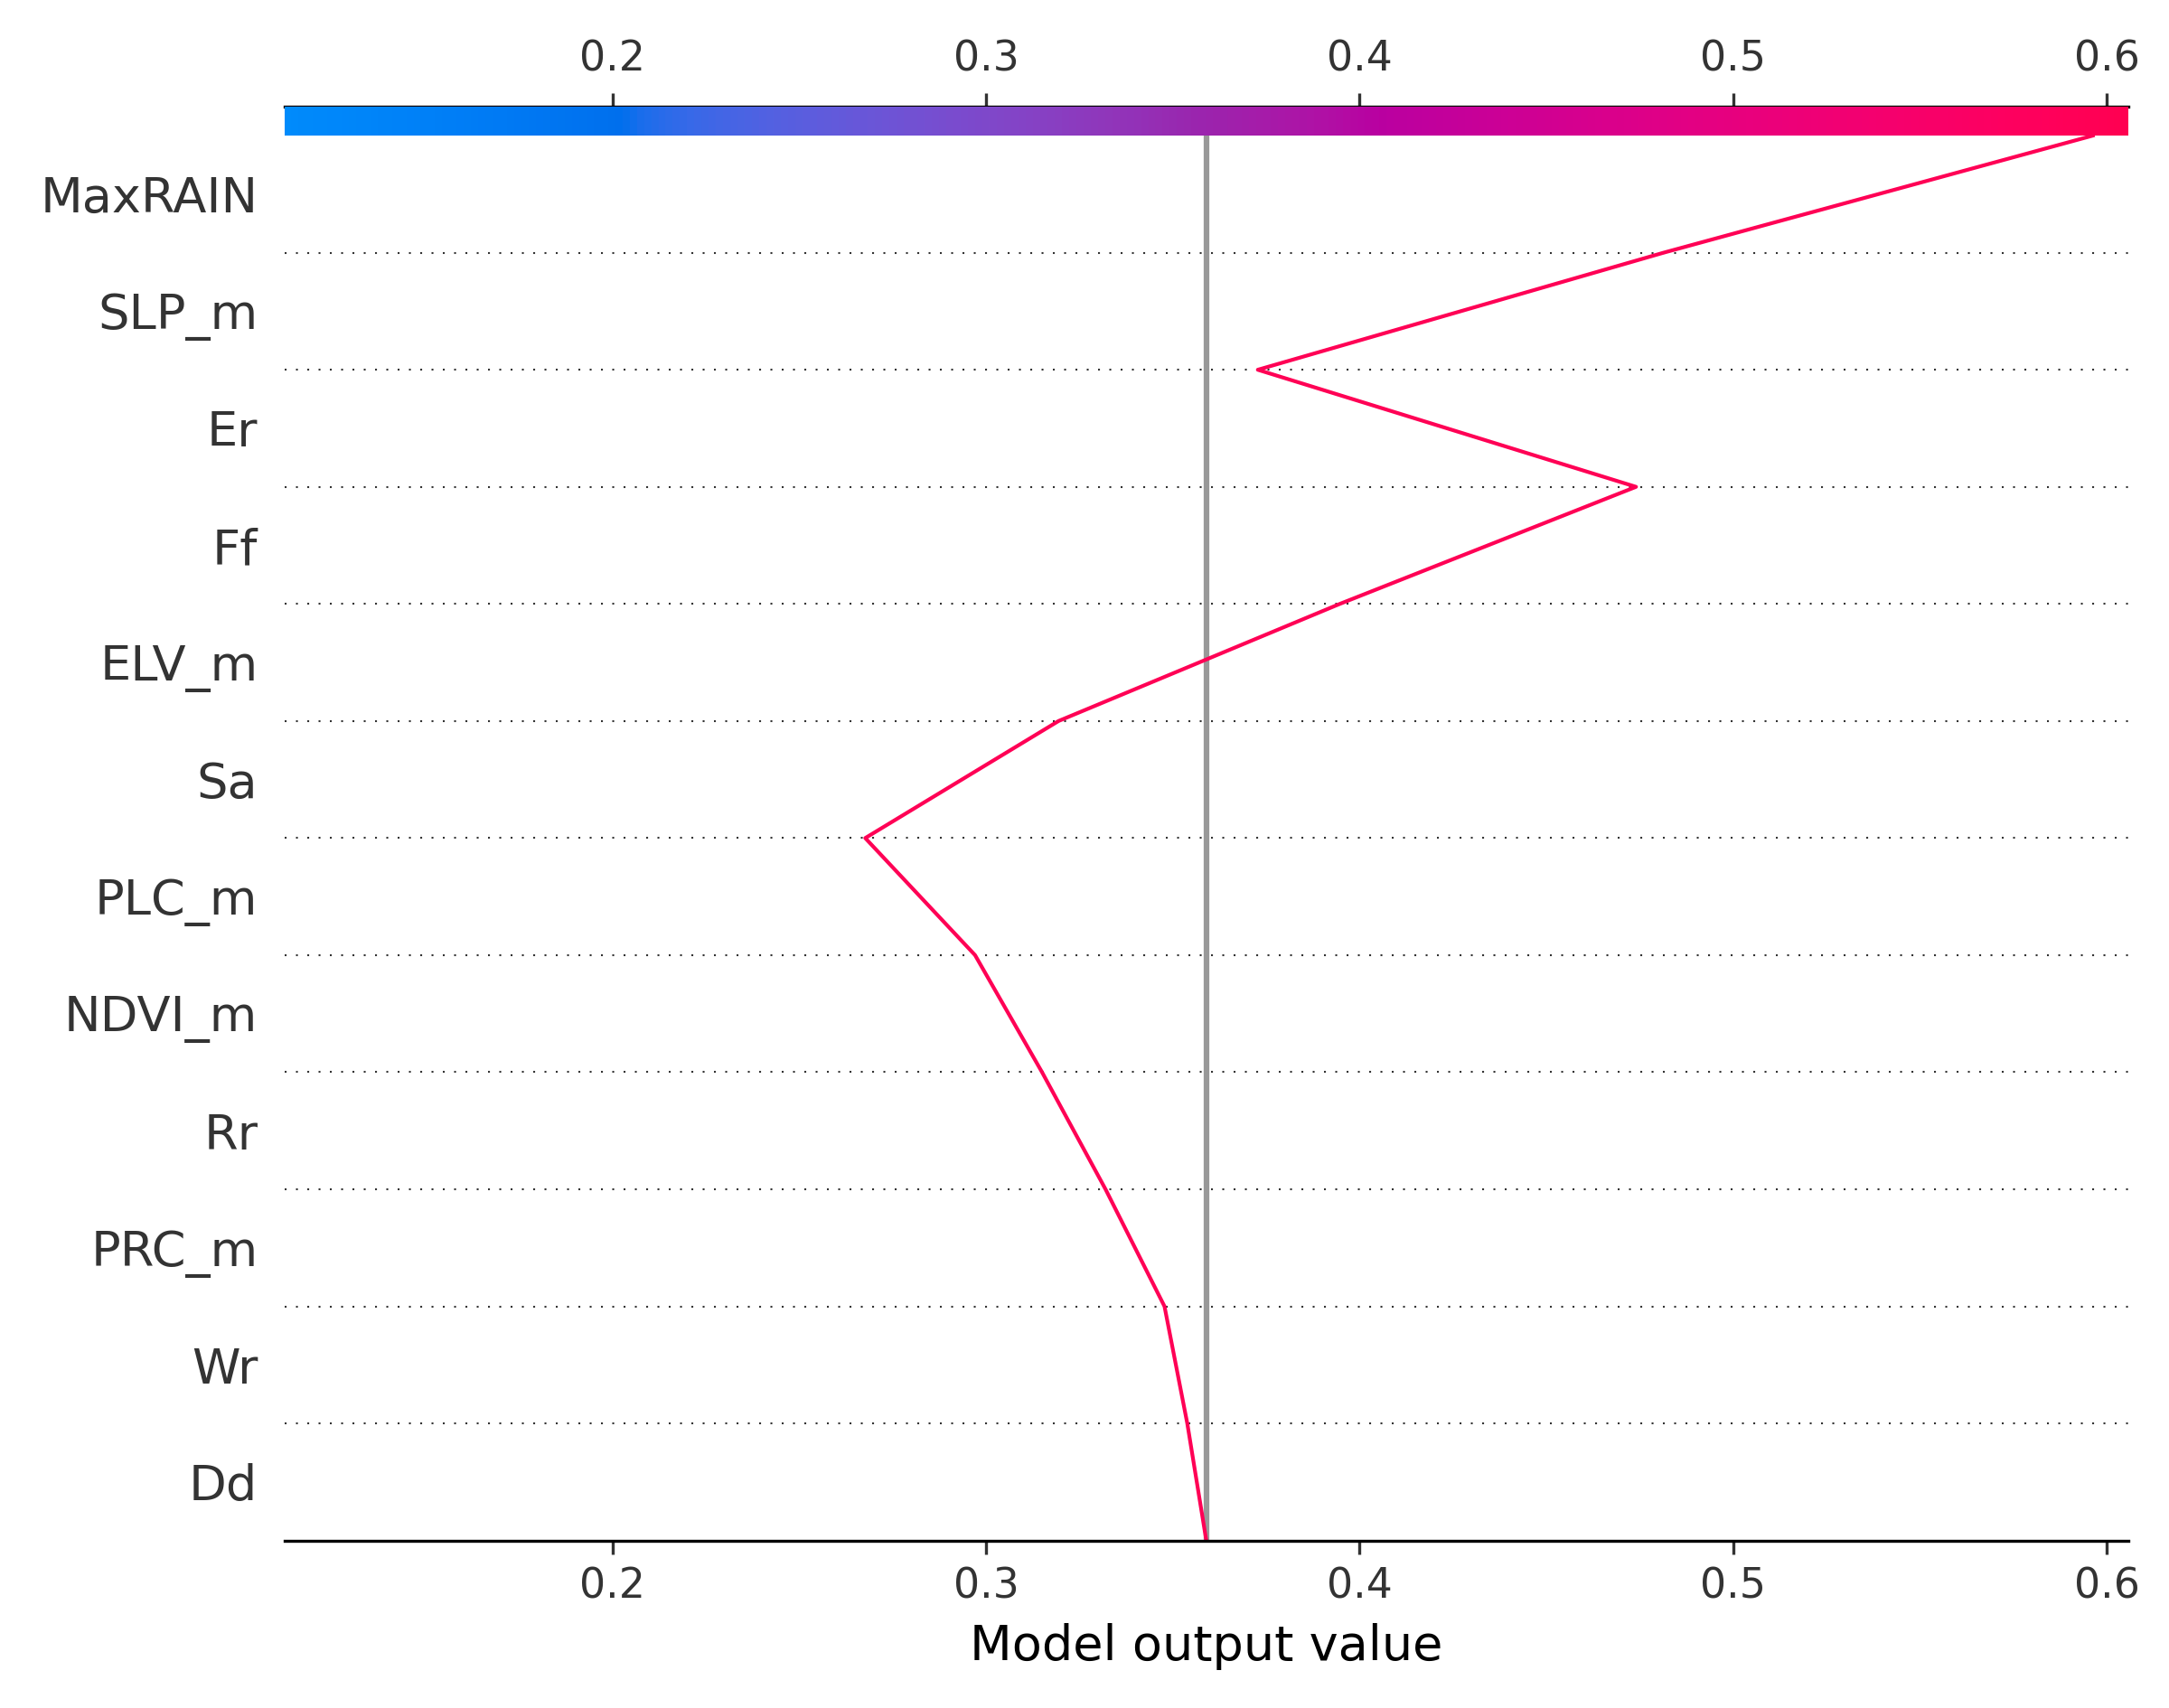 0.2 0.3 0.4 0.5 0.6
MaxRAIN
SLP_m
Er
Ff
ELV_m
Sa
PLC_m
NDVI_m
Rr
PRC_m
Wr
Dd
0.2 0.3 0.4 0.5 0.6
Model output value